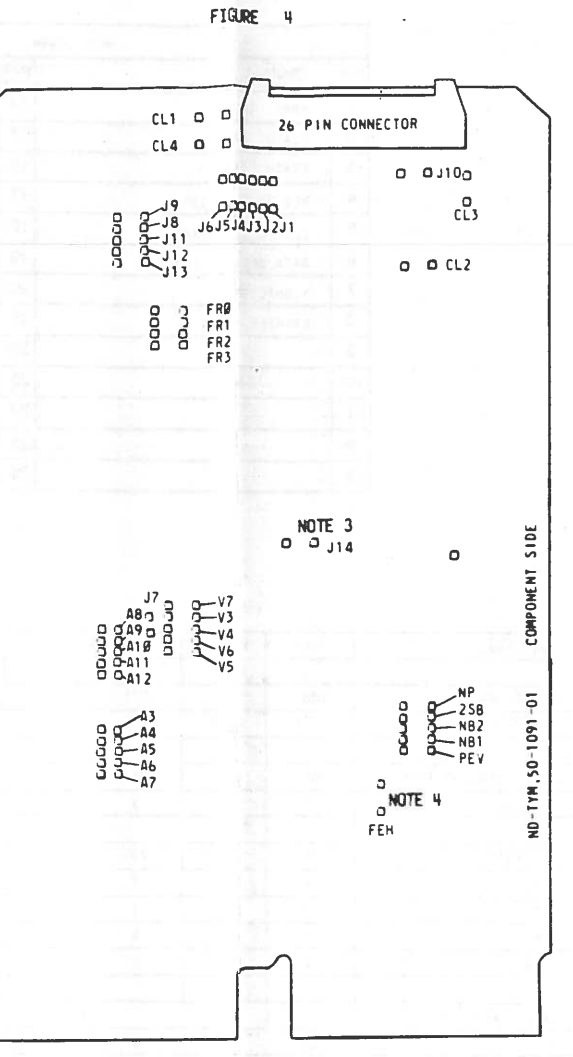 FIGURE 4
26 PIN CONNECTOR
CL1
CL4
J10
CL3
J6J5J4J3J2J1
J9
J8
J11
J12
J13
CL2
FR0
FR1
FR2
FR3
NOTE 3
J14
COMPONENT SIDE
J7
V7
V3
V4
V6
V5
A8
A9
A10
A11
A12
A3
A4
A5
A6
A7
NP
2SB
NB2
NB1
PEV
NOTE 4
FEH
ND-TYM,50-1091-01